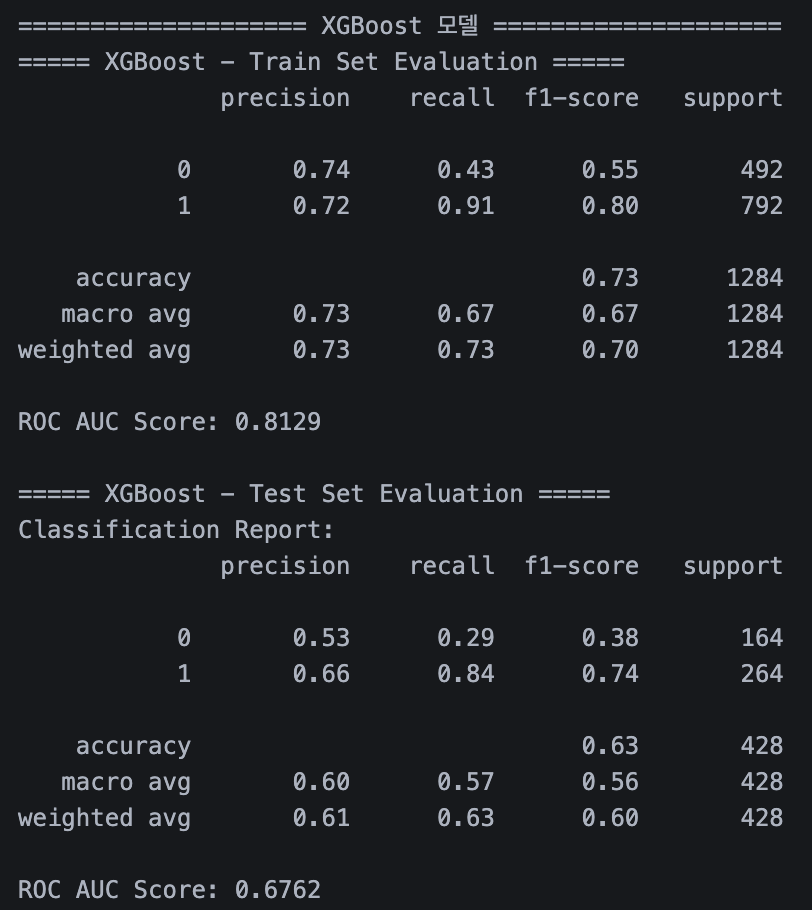 ==================== XGBoost 모델 ====================
===== XGBoost - Train Set Evaluation =====
precision recall f1-score support
0 0.74 0.43 0.55 492
1 0.72 0.91 0.80 792
accuracy 0.73 1284
macro avg 0.73 0.67 0.67 1284
weighted avg 0.73 0.73 0.70 1284
ROC AUC Score: 0.8129
===== XGBoost - Test Set Evaluation =====
Classification Report:
precision recall f1-score support
0 0.53 0.29 0.38 164
1 0.66 0.84 0.74 264
accuracy 0.63 428
macro avg 0.60 0.57 0.56 428
weighted avg 0.61 0.63 0.60 428
ROC AUC Score: 0.6762